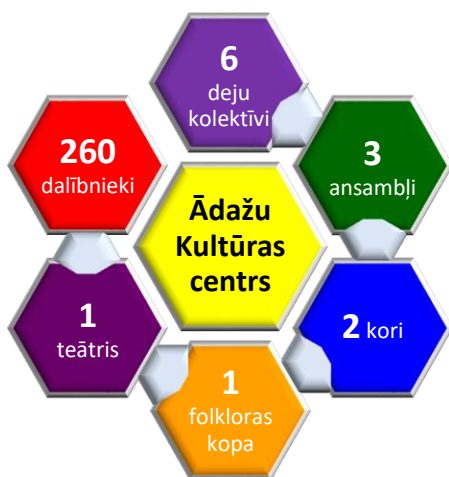 6
deju
kolektīvi
260
dalībnieki
3
ansambļi
Ādažu
Kultūras
centrs
1
teātris
2 kori
1
folkloras
kopa